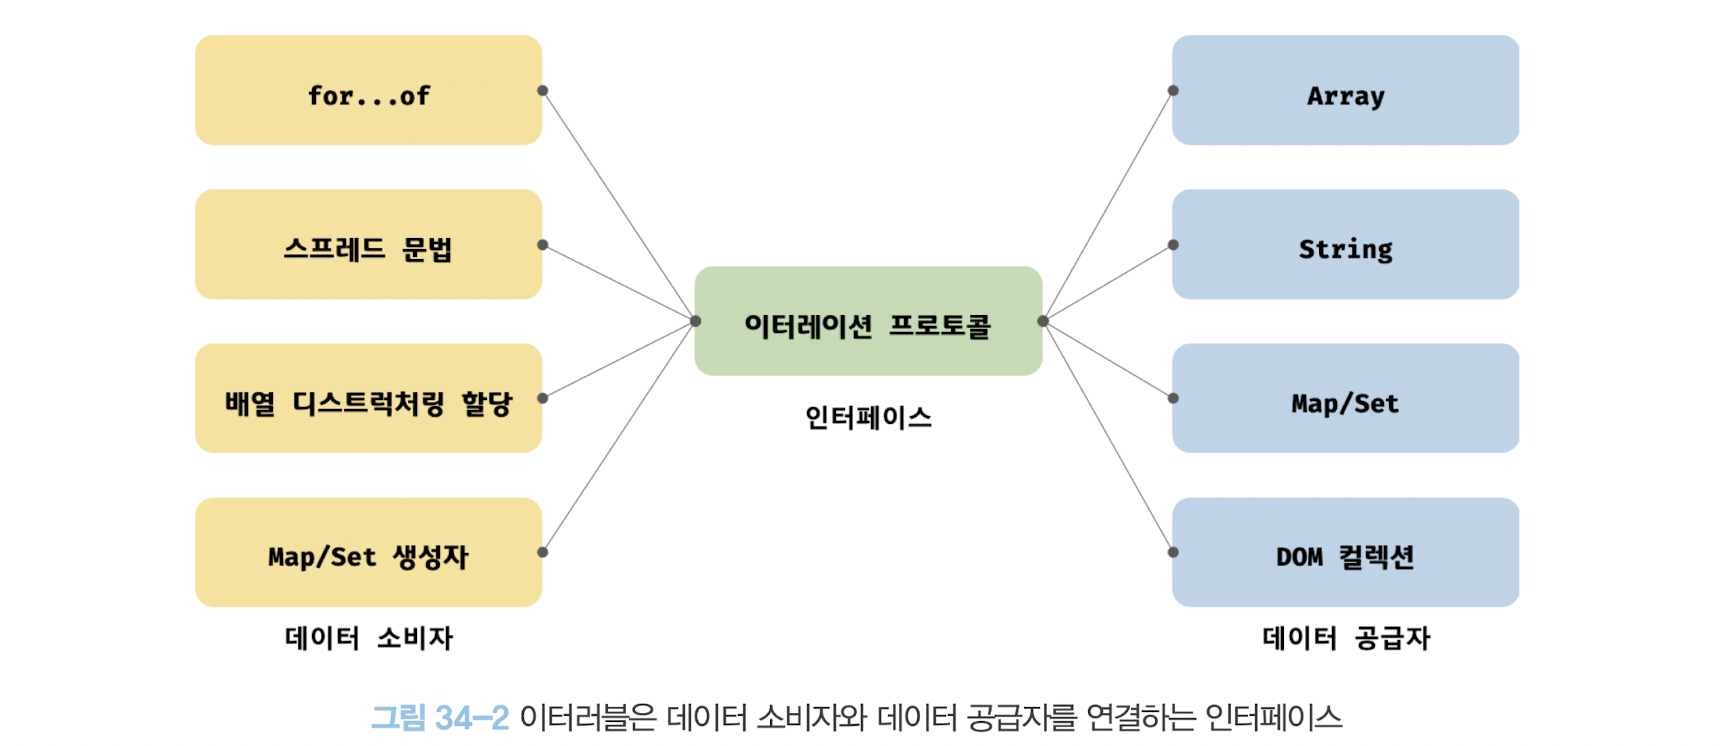 for...of
스프레드 문법
배열 디스트럭처링 할당
Map/Set 생성자
데이터 소비자
이터레이션 프로토콜
인터페이스
Array
String
Map/Set
DOM 컬렉션
데이터 공급자
그림 34-2 이터러블은 데이터 소비자와 데이터 공급자를 연결하는 인터페이스